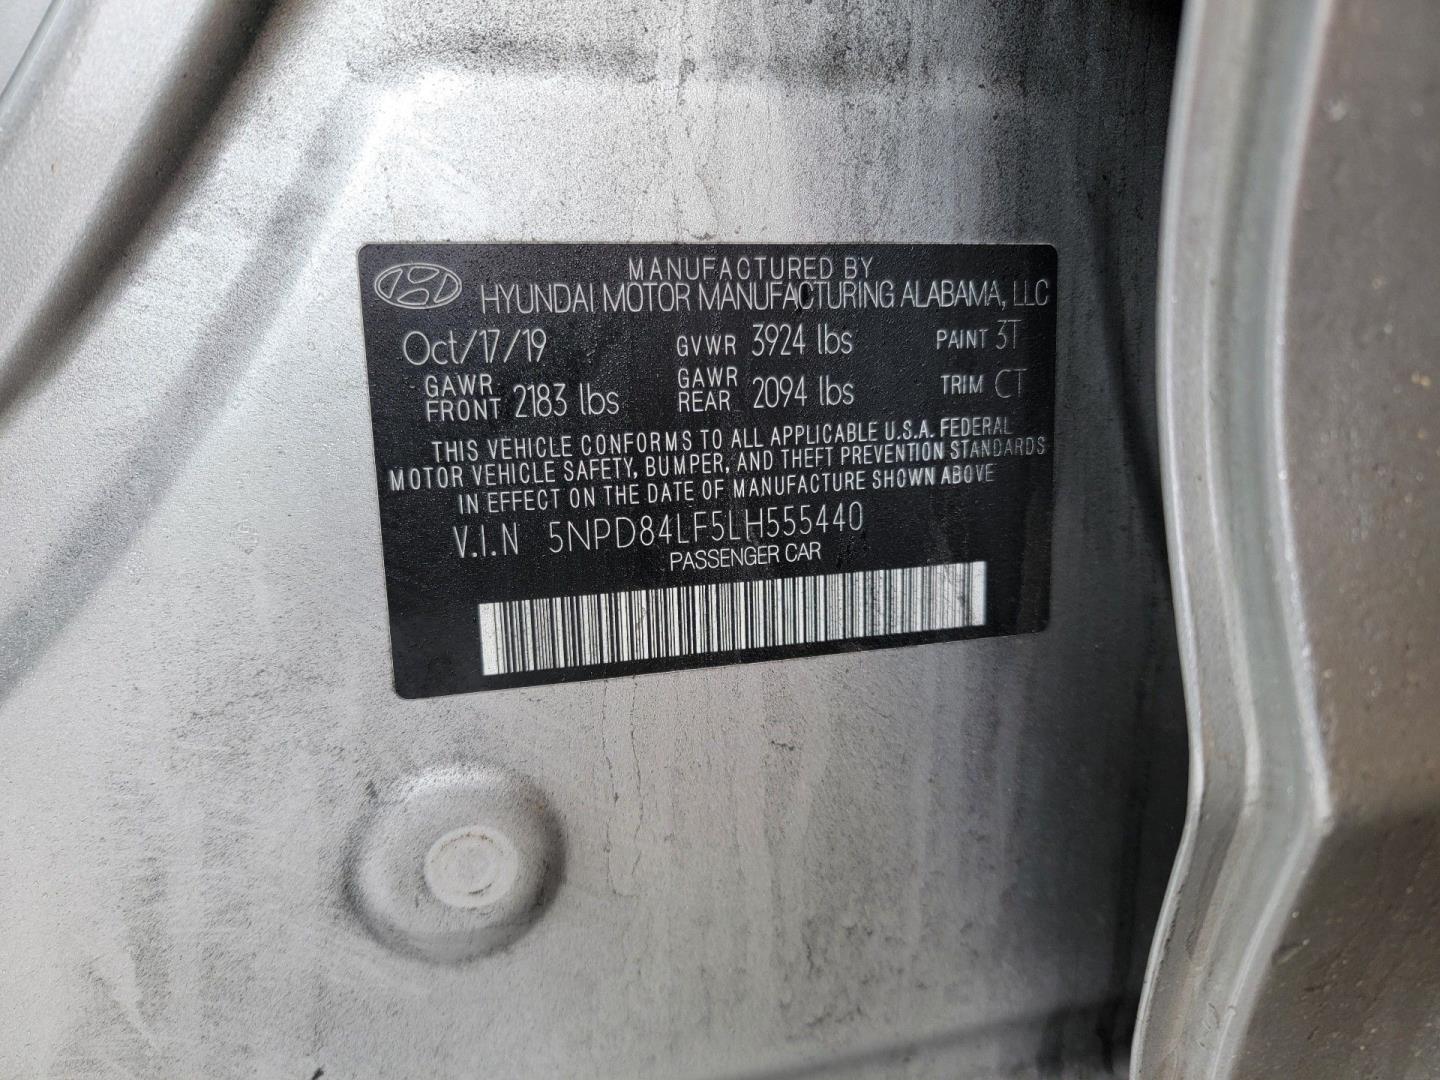 MANUFACTURED BY
HYUNDAI MOTOR MANUFACTURING ALABAMA, LLC
Oct/17/19 GVWR 3924 lbs PAINT 3T
GAWR FRONT 2183 lbs GAWR REAR 2094 lbs TRIM CT
THIS VEHICLE CONFORMS TO ALL APPLICABLE U.S.A. FEDERAL
MOTOR VEHICLE SAFETY, BUMPER, AND THEFT PREVENTION STANDARDS
IN EFFECT ON THE DATE OF MANUFACTURE SHOWN ABOVE
V.I.N 5NPD84LF5LH555440
PASSENGER CAR